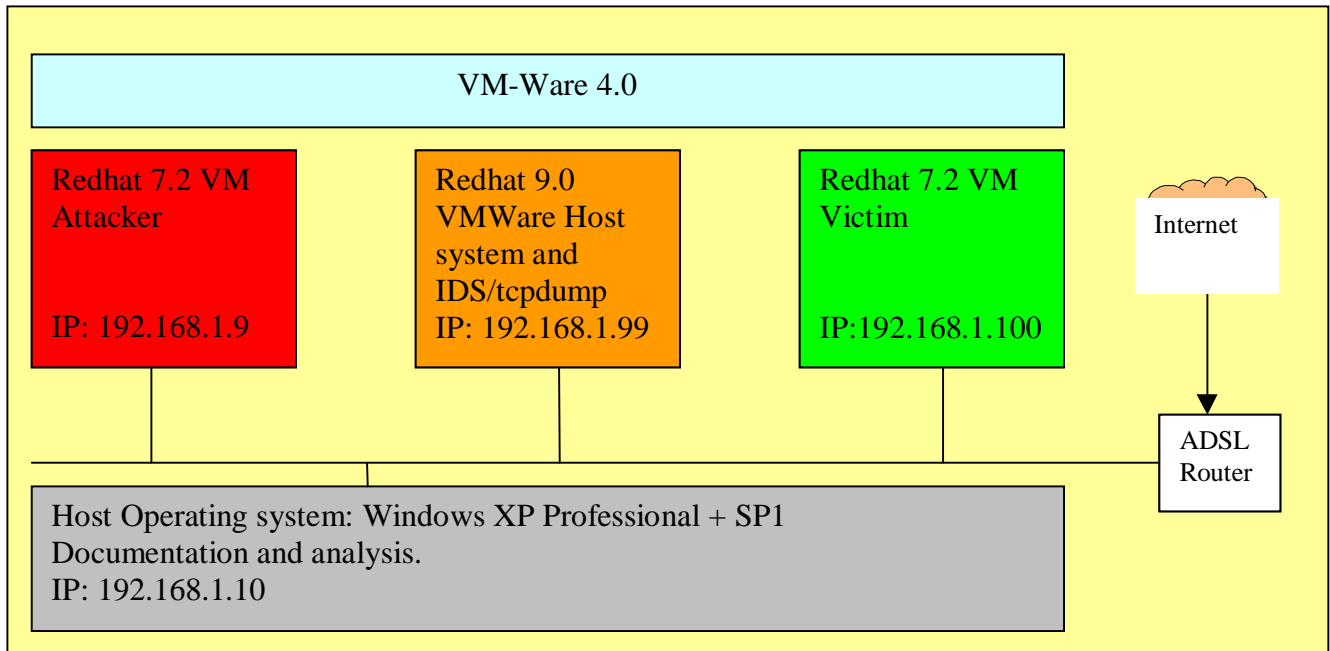 VM-Ware 4.0
Redhat 7.2 VM
Attacker
IP: 192.168.1.9
Redhat 9.0
VMWare Host
system and
IDS/tcpdump
IP: 192.168.1.99
Redhat 7.2 VM
Victim
IP:192.168.1.100
Internet
ADSL
Router
Host Operating system: Windows XP Professional + SP1
Documentation and analysis.
IP: 192.168.1.10